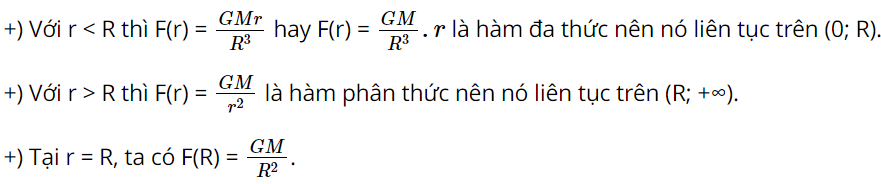 +) Với r < R thì F(r) = \frac{GMr}{R^3} hay F(r) = \frac{GM}{R^3} . r là hàm đa thức nên nó liên tục trên (0; R).
+) Với r > R thì F(r) = \frac{GM}{r^2} là hàm phân thức nên nó liên tục trên (R; +∞).
+) Tại r = R, ta có F(R) = \frac{GM}{R^2}.